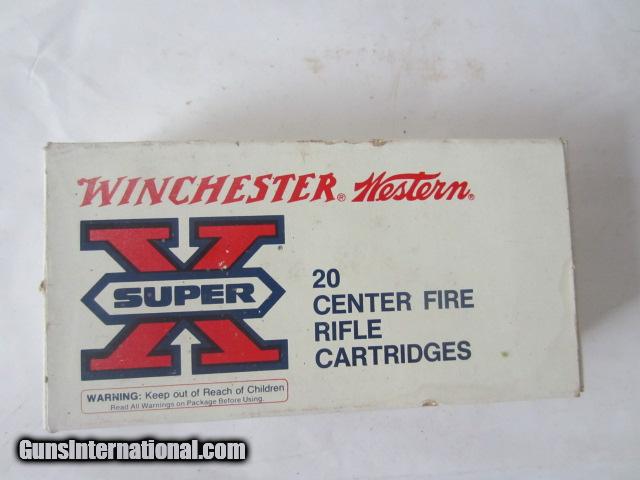 WINCHESTER® Western®
X®
SUPER
20
CENTER FIRE
RIFLE
CARTRIDGES
WARNING: Keep out of Reach of Children
Read All Warnings on Package Before Using.
GunsInternational.com